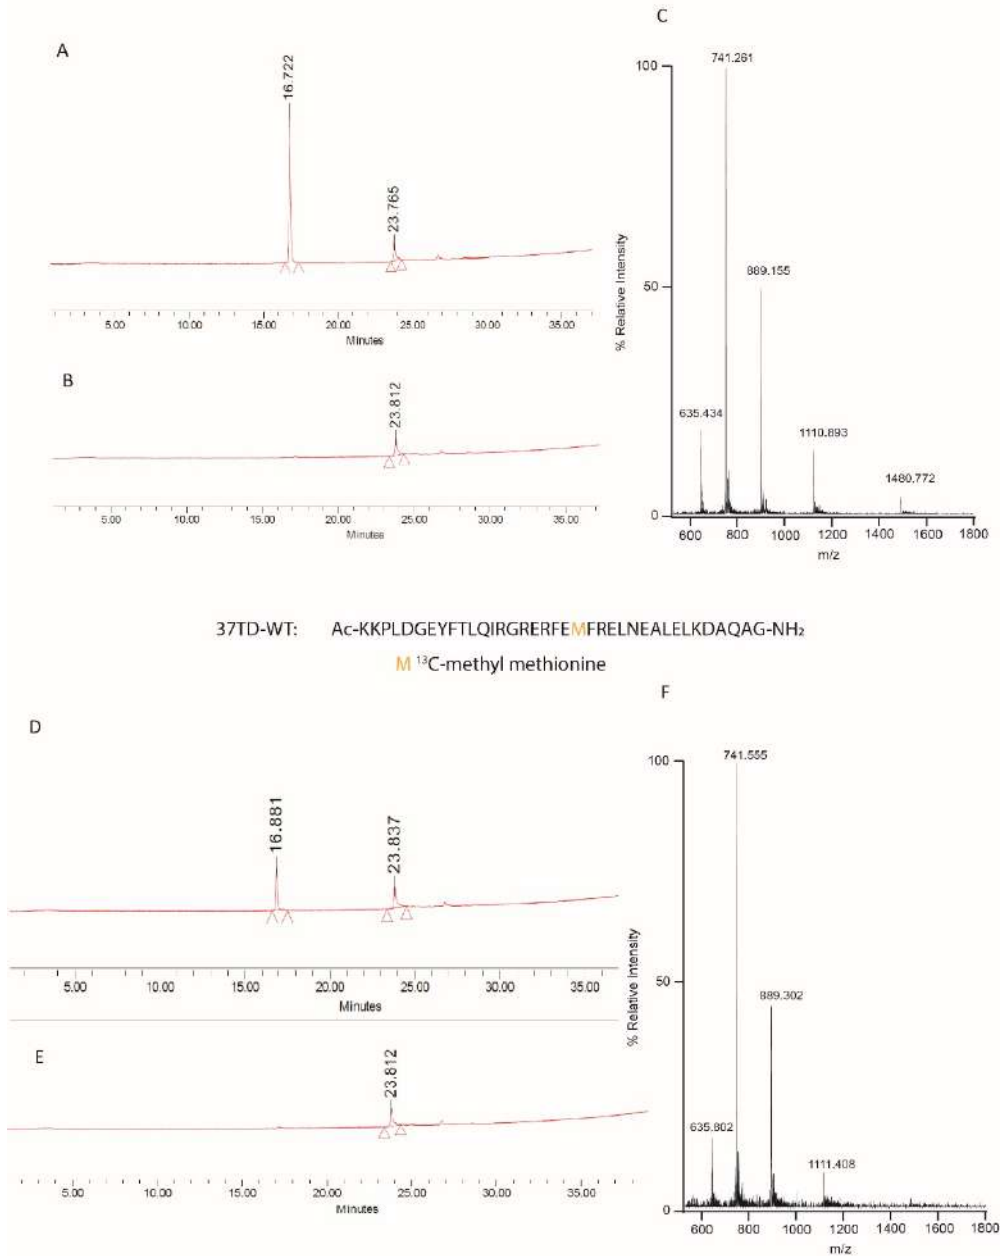 A
16.722
23.765
5.00 10.00 15.00 20.00 25.00 30.00 35.00
Minutes
B
23.812
5.00 10.00 15.00 20.00 25.00 30.00 35.00
Minutes
C
741.261
100
889.155
50
% Relative Intensity
635.434
1110.893
1480.772
0
600 800 1000 1200 1400 1600 1800
m/z
37TD-WT: Ac-KKPLDGEYFTLQIRGRERFEMFRELNEALELKDAQAG-NH₂
M ¹³C-methyl methionine
D
16.881
23.837
5.00 10.00 15.00 20.00 25.00 30.00 35.00
Minutes
E
23.812
5.00 10.00 15.00 20.00 25.00 30.00 35.00
Minutes
F
741.555
100
889.302
50
% Relative Intensity
635.802
1111.408
0
600 800 1000 1200 1400 1600 1800
m/z